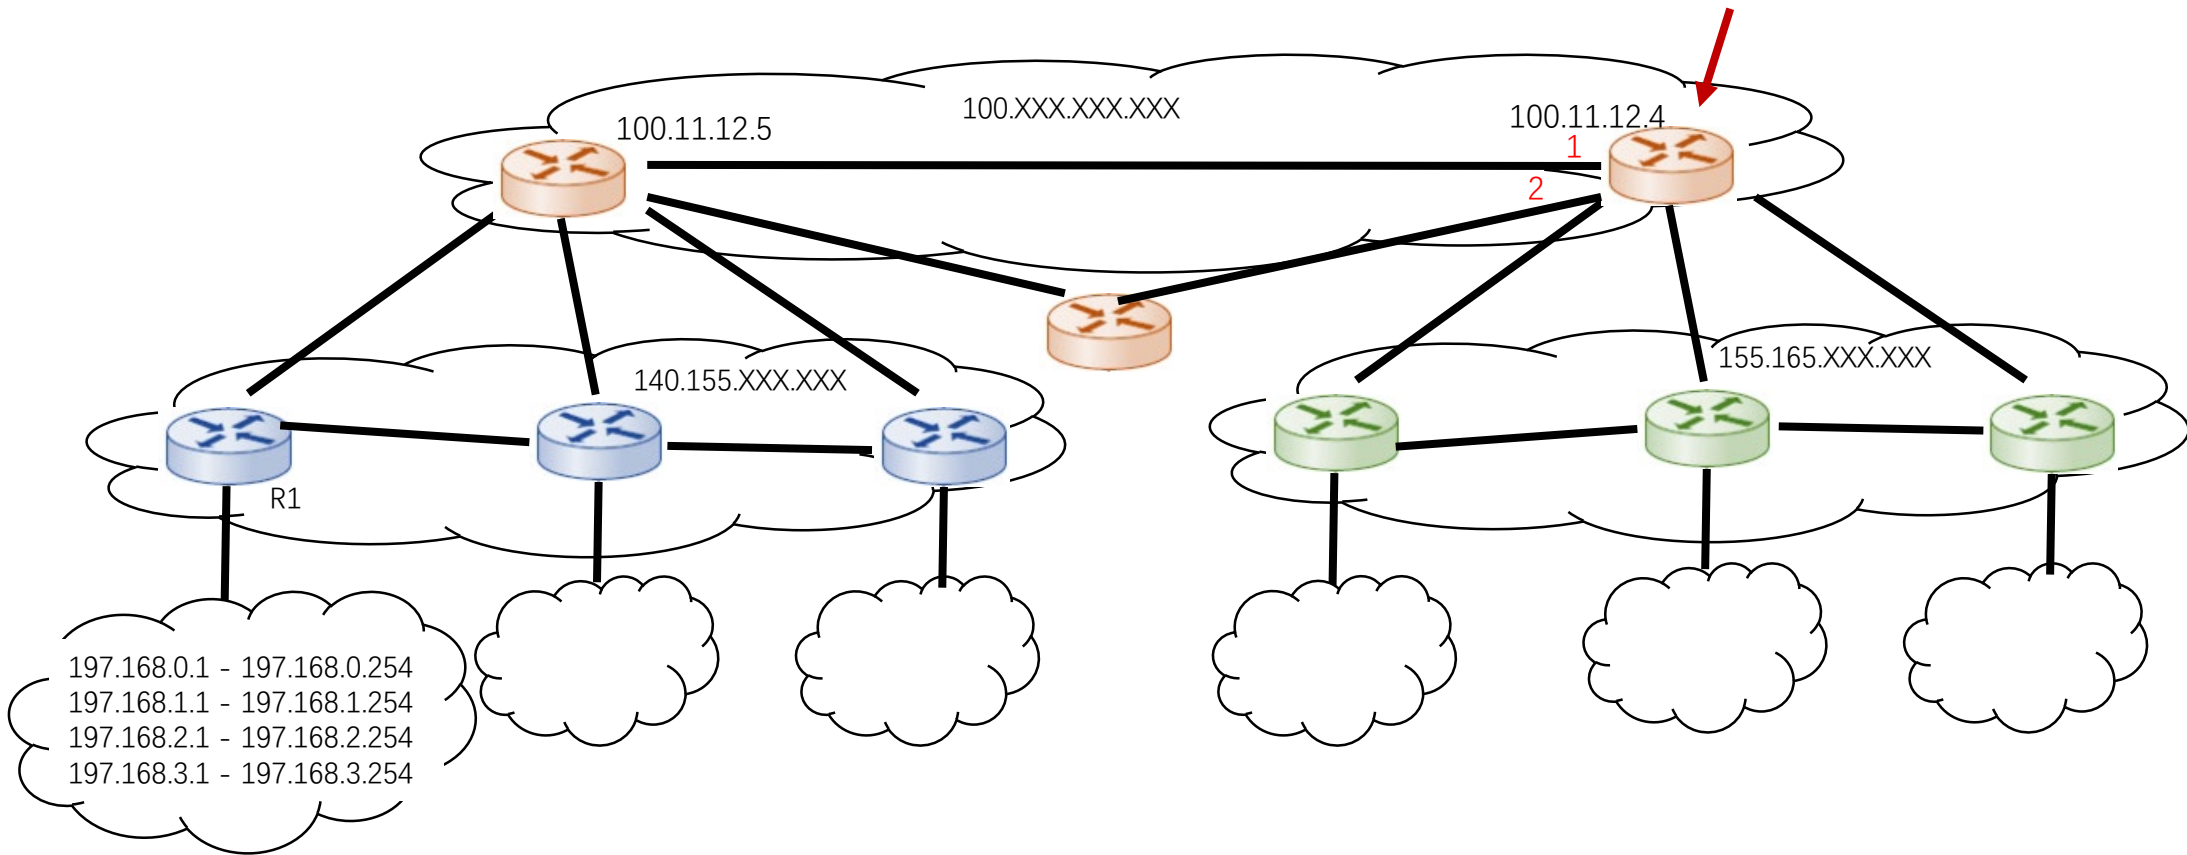 100.XXX.XXX.XXX
100.11.12.5
100.11.12.4
1
2
140.155.XXX.XXX
155.165.XXX.XXX
R1
197.168.0.1 - 197.168.0.254
197.168.1.1 - 197.168.1.254
197.168.2.1 - 197.168.2.254
197.168.3.1 - 197.168.3.254